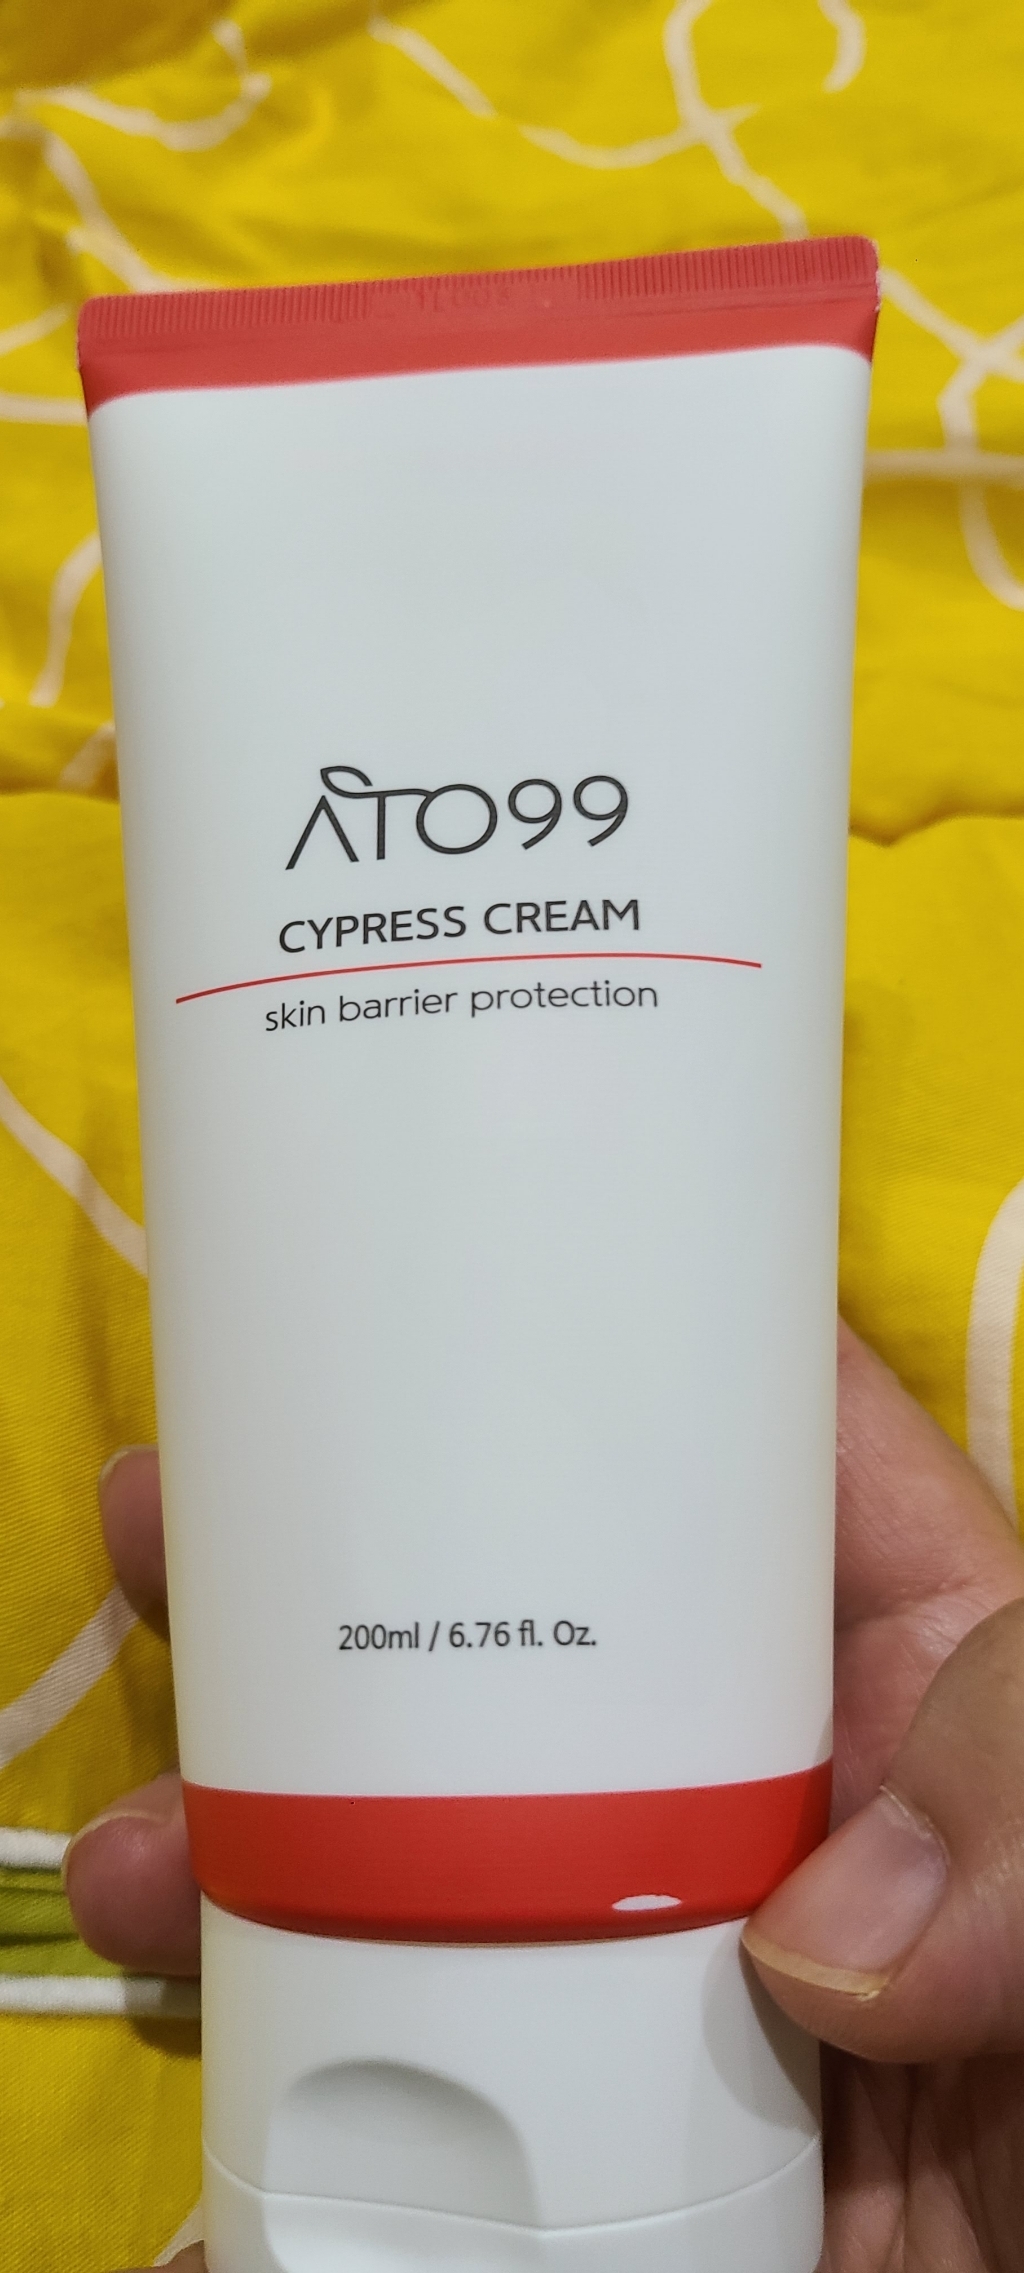 ATO99
CYPRESS CREAM
skin barrier protection
200ml / 6.76 fl. Oz.